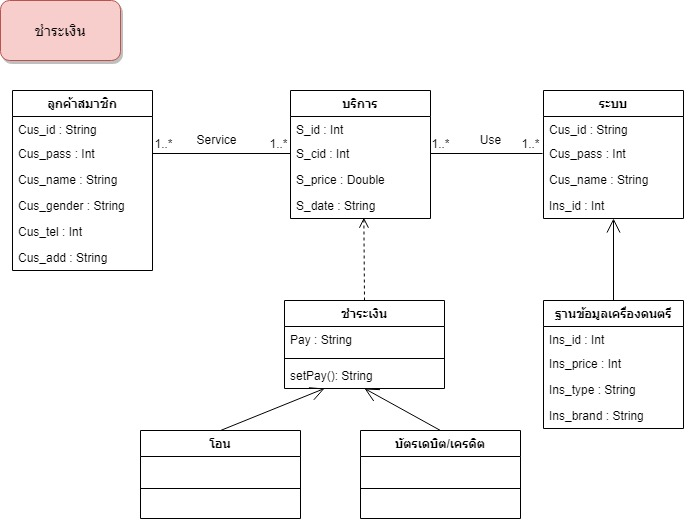 ชำระเงิน
ลูกค้าสมาชิก
Cus_id : String
Cus_pass : Int
Cus_name : String
Cus_gender : String
Cus_tel : Int
Cus_add : String
1..*
Service
1..*
บริการ
S_id : Int
S_cid : Int
S_price : Double
S_date : String
1..*
Use
1..*
ระบบ
Cus_id : String
Cus_pass : Int
Cus_name : String
Ins_id : Int
ชำระเงิน
Pay : String
setPay(): String
ฐานข้อมูลเครื่องดนตรี
Ins_id : Int
Ins_price : Int
Ins_type : String
Ins_brand : String
โอน
บัตรเดบิต/เครดิต